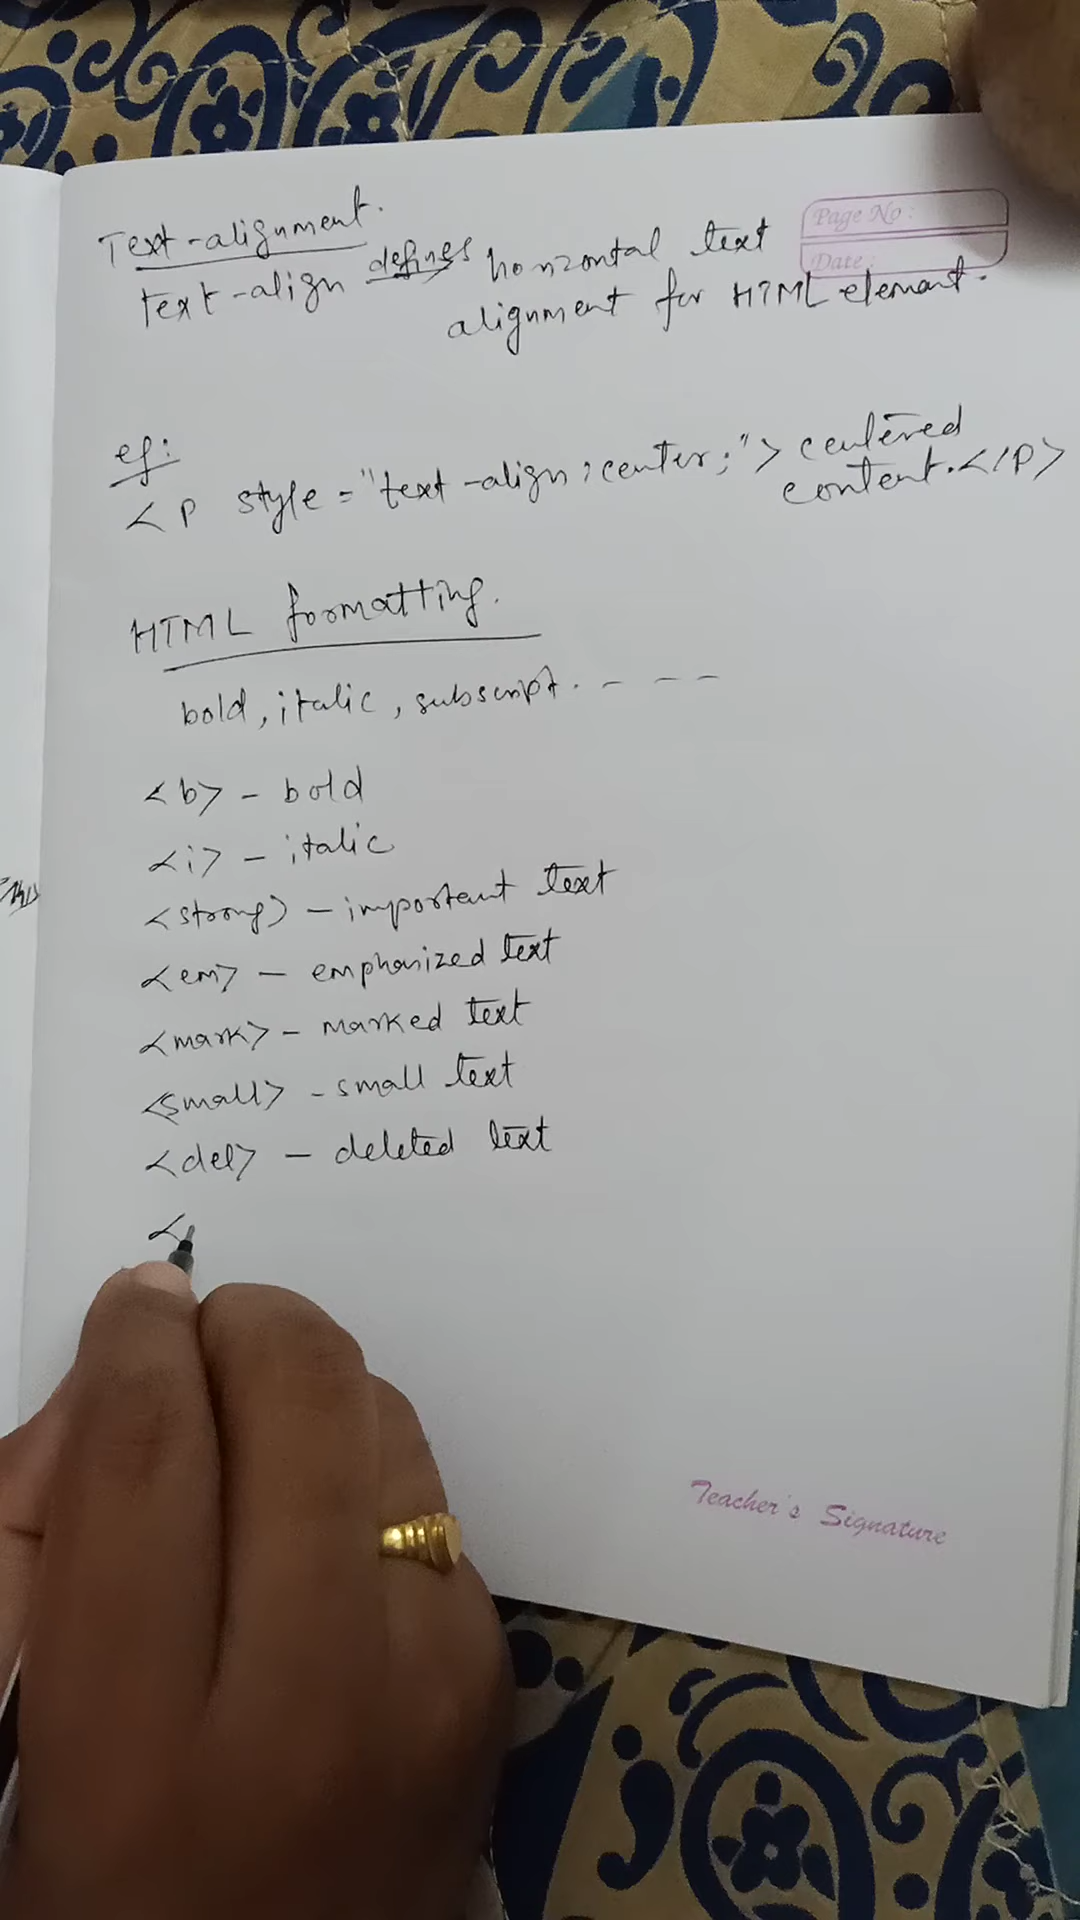 Text-alignment.
text-align defines horizontal text
alignment for HTML element.
Page No :
Date :
eg:
<p style="text-align:center;"> centered
content.</p>
HTML formatting.
bold, italic, subscript. - - -
<b> - bold
<i> - italic
<strong> - important text
<em> - emphasized text
<mark> - marked text
<small> - small text
<del> - deleted text
<
Teacher's Signature